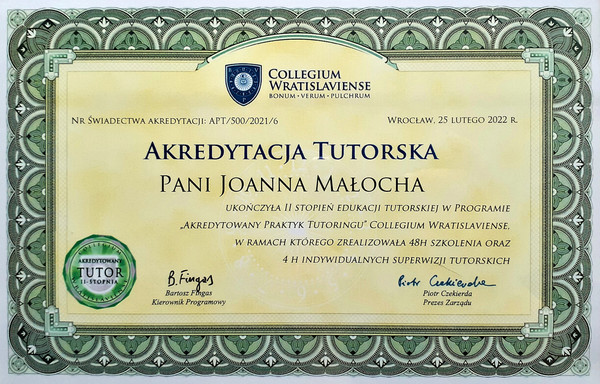 COLLEGIUM
WRATISLAVIENSE
BONUM • VERUM • PULCHRUM
NR ŚWIADECTWA AKREDYTACJI: APT/500/2021/6
WROCŁAW, 25 LUTEGO 2022 R.
AKREDYTACJA TUTORSKA
PANI JOANNA MAŁOCHA
UKOŃCZYŁA II STOPIEŃ EDUKACJI TUTORSKIEJ W PROGRAMIE
„AKREDYTOWANY PRAKTYK TUTORINGU" COLLEGIUM WRATISLAVIENSE,
W RAMACH KTÓREGO ZREALIZOWAŁA 48H SZKOLENIA ORAZ
4 H INDYWIDUALNYCH SUPERWIZJI TUTORSKICH
AKREDYTOWANY
TUTOR
II STOPNIA
B. Fingas
Bartosz Fingas
Kierownik Programowy
Piotr Czekierda
Piotr Czekierda
Prezes Zarządu